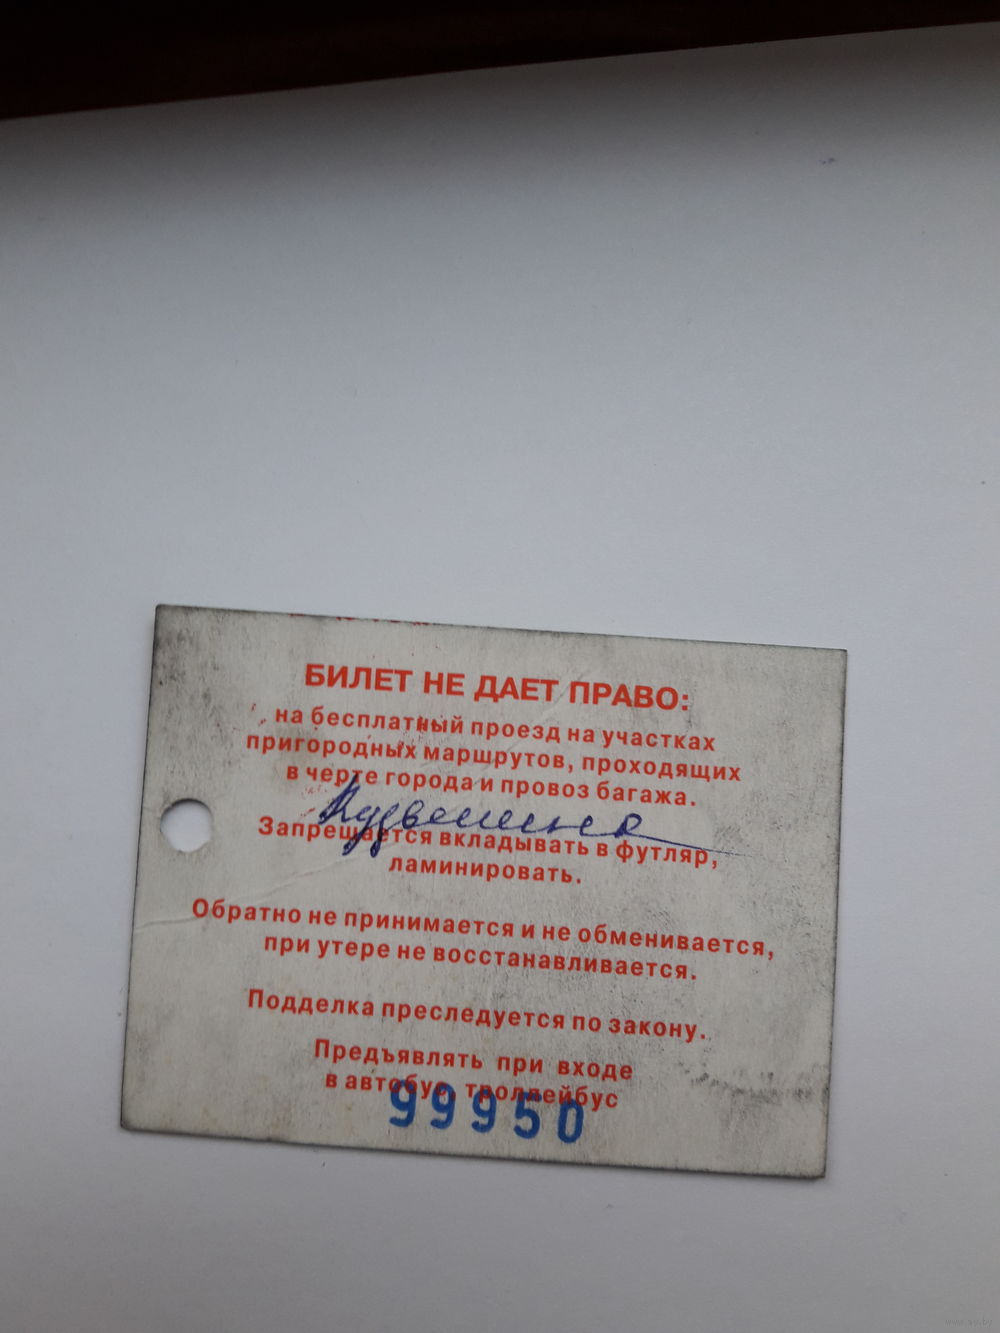 БИЛЕТ НЕ ДАЕТ ПРАВО:
на бесплатный проезд на участках
пригородных маршрутов, проходящих
в черте города и провоз багажа.
Запрещается вкладывать в футляр,
ламинировать.
Обратно не принимается и не обменивается,
при утере не восстанавливается.
Подделка преследуется по закону.
Предъявлять при входе
в автобус, троллейбус
99950